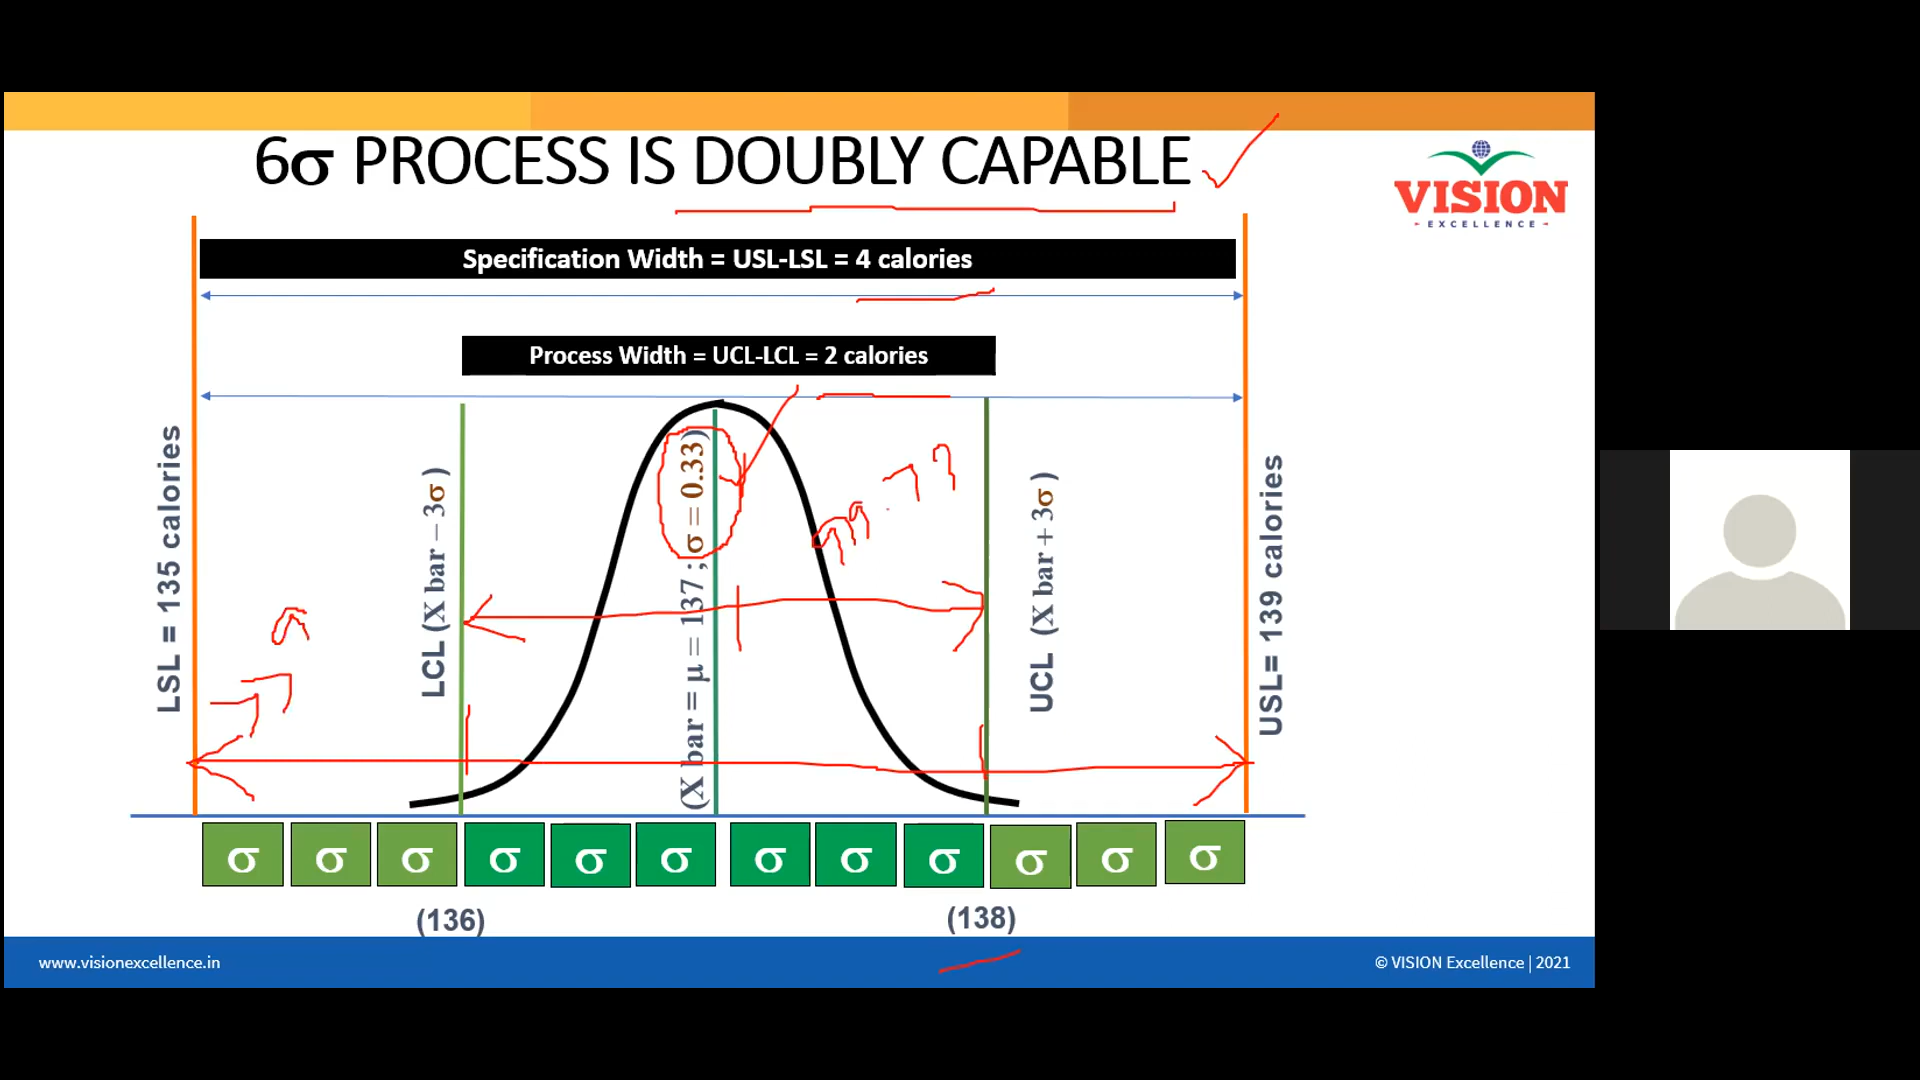 6σ PROCESS IS DOUBLY CAPABLE
VISION
EXCELLENCE
Specification Width = USL-LSL = 4 calories
Process Width = UCL-LCL = 2 calories
LSL = 135 calories
LCL (X bar – 3σ )
(X bar = μ = 137 ; σ = 0.33)
UCL (X bar + 3σ )
USL= 139 calories
σ σ σ σ σ σ σ σ σ σ σ σ
(136) (138)
www.visionexcellence.in © VISION Excellence | 2021